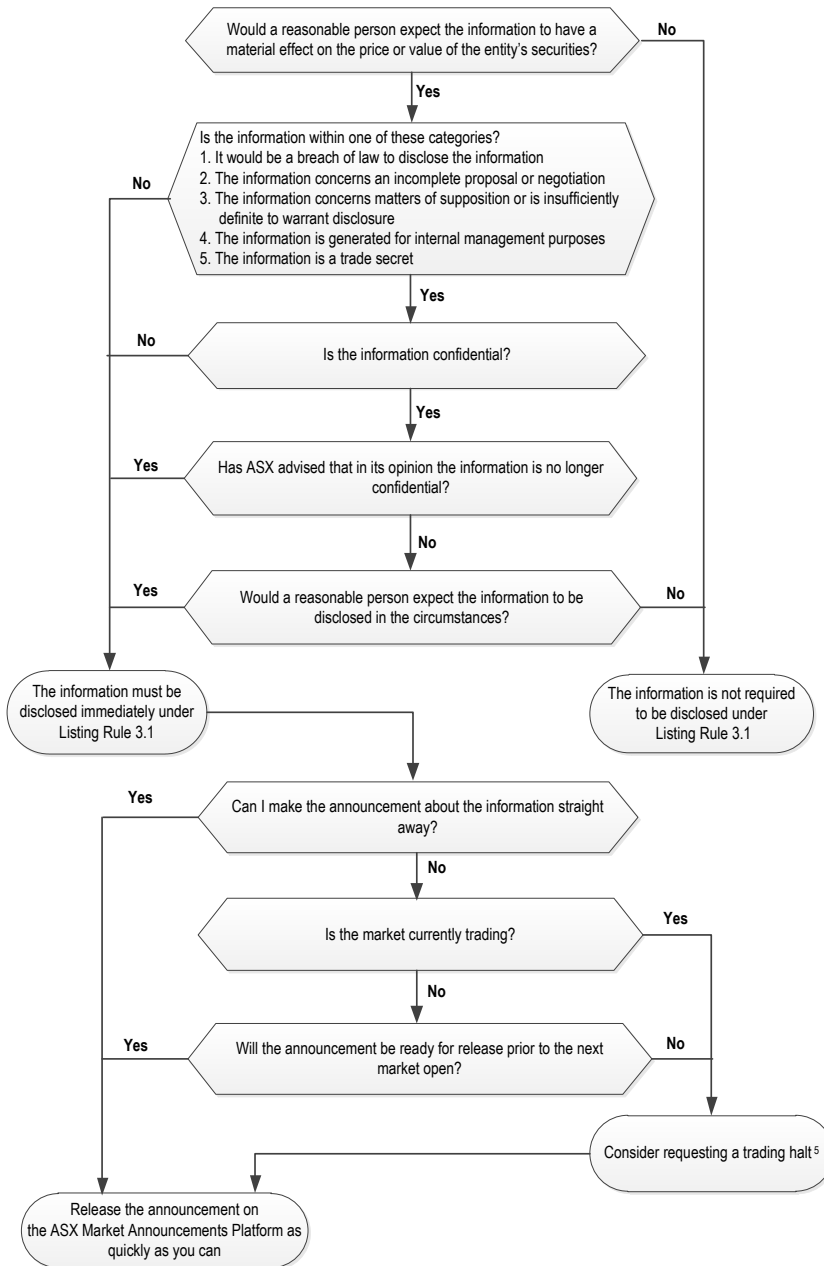 Would a reasonable person expect the information to have a
material effect on the price or value of the entity's securities?
No
Yes
Is the information within one of these categories?
1. It would be a breach of law to disclose the information
2. The information concerns an incomplete proposal or negotiation
3. The information concerns matters of supposition or is insufficiently
definite to warrant disclosure
4. The information is generated for internal management purposes
5. The information is a trade secret
No
Yes
No
Is the information confidential?
Yes
Yes
Has ASX advised that in its opinion the information is no longer
confidential?
No
Yes
Would a reasonable person expect the information to be
disclosed in the circumstances?
No
The information must be
disclosed immediately under
Listing Rule 3.1
The information is not required
to be disclosed under
Listing Rule 3.1
Yes
Can I make the announcement about the information straight
away?
No
Is the market currently trading?
Yes
No
Yes
Will the announcement be ready for release prior to the next
market open?
No
Consider requesting a trading halt 5
Release the announcement on
the ASX Market Announcements Platform as
quickly as you can